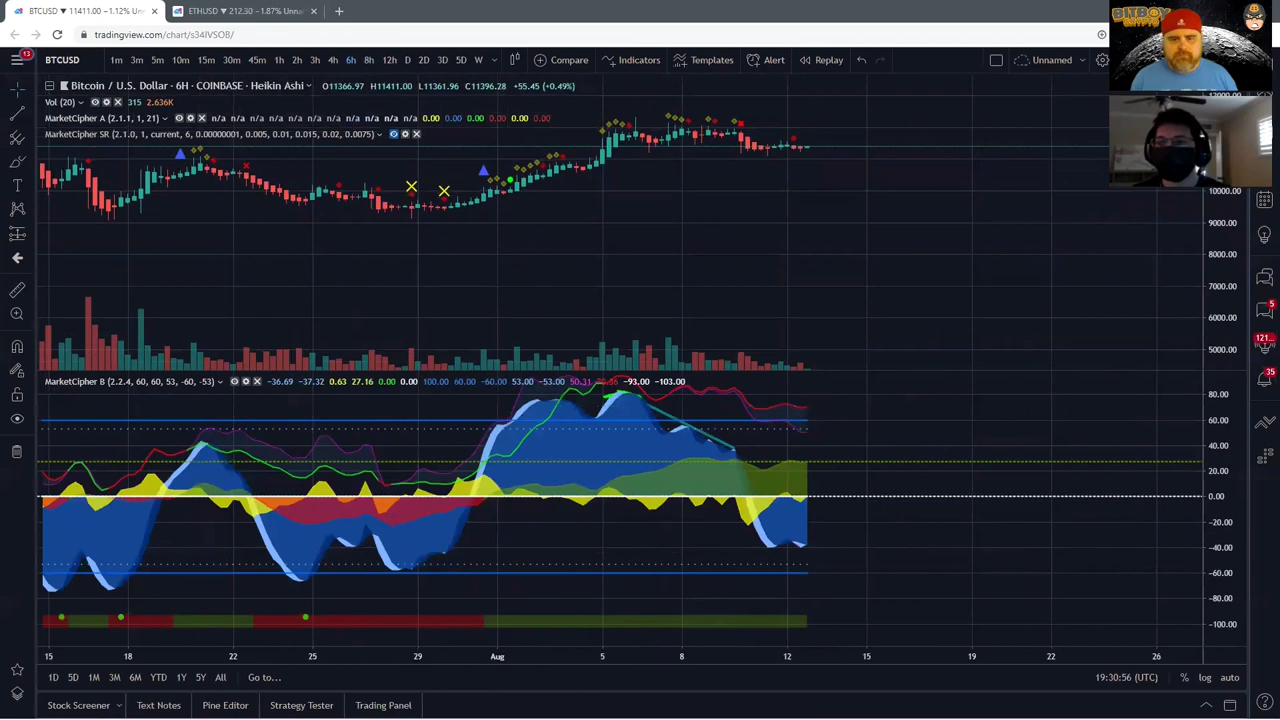 BTCUSD ▼ 11411.00 −1.12% Unna
ETHUSD ▼ 212.30 −1.87% Unna
tradingview.com/chart/s34IVSOB/
BITBOY
CRYPTO
13
BTCUSD
1m 3m 5m 10m 15m 30m 45m 1h 2h 3h 4h 6h 8h 12h D 2D 3D 5D W
Compare
Indicators
Templates
Alert
Replay
Unnamed
Bitcoin / U.S. Dollar · 6H · COINBASE · Heikin Ashi
O11366.97 H11411.00 L11361.96 C11396.28 +55.45 (+0.49%)
Vol (20) 315 2.636K
MarketCipher A (2.1.1, 1, 21) n/a n/a n/a n/a n/a n/a n/a n/a 0.00 0.00 0.00 0.00 0.00 0.00
MarketCipher SR (2.1.0, 1, current, 6, 0.00000001, 0.005, 0.01, 0.015, 0.02, 0.0075)
10000.00
9000.00
8000.00
7000.00
6000.00
5000.00
5
121...
35
MarketCipher B (2.2.4, 60, 60, 53, -60, -53) −36.69 −37.32 0.63 27.16 0.00 0.00 100.00 60.00 −60.00 53.00 −53.00 50.31 −93.00 −103.00
80.00
60.00
40.00
20.00
0.00
−20.00
−40.00
−60.00
−80.00
−100.00
15 18 22 25 29 Aug 5 8 12 15 19 22 26
1D 5D 1M 3M 6M YTD 1Y 5Y All Go to...
19:30:56 (UTC) % log auto
Stock Screener Text Notes Pine Editor Strategy Tester Trading Panel